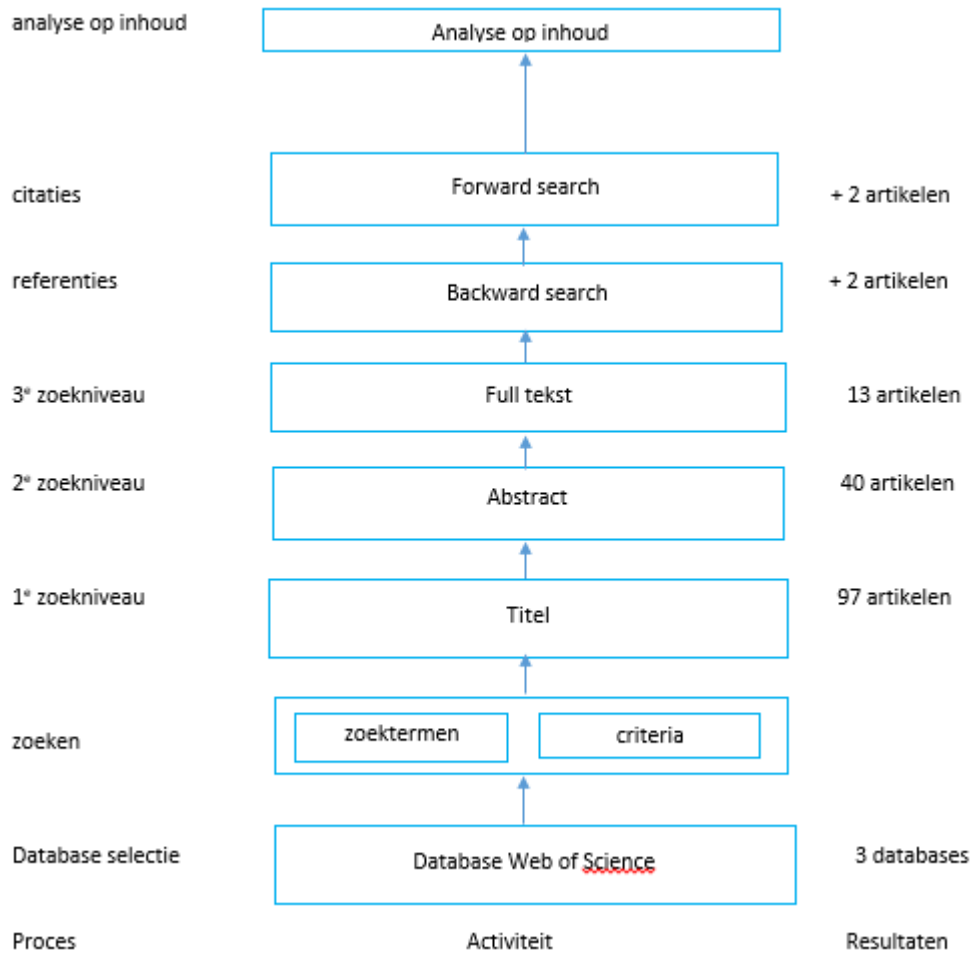 analyse op inhoud
Analyse op inhoud
citaties
Forward search
+ 2 artikelen
referenties
Backward search
+ 2 artikelen
3e zoekniveau
Full tekst
13 artikelen
2e zoekniveau
Abstract
40 artikelen
1e zoekniveau
Titel
97 artikelen
zoeken
zoektermen
criteria
Database selectie
Database Web of Science
3 databases
Proces
Activiteit
Resultaten